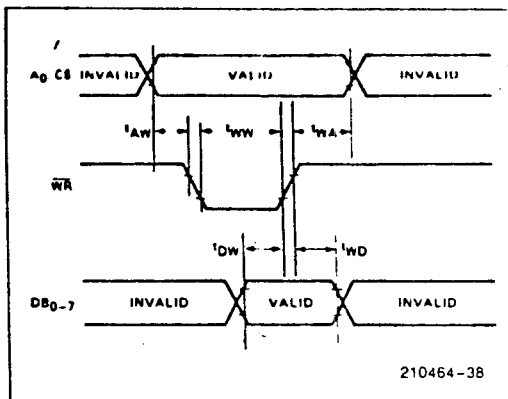 A0 CS INVALID VALID INVALID
tAW tWW tWA
WR
tDW tWD
DB0-7 INVALID VALID INVALID
210464-38